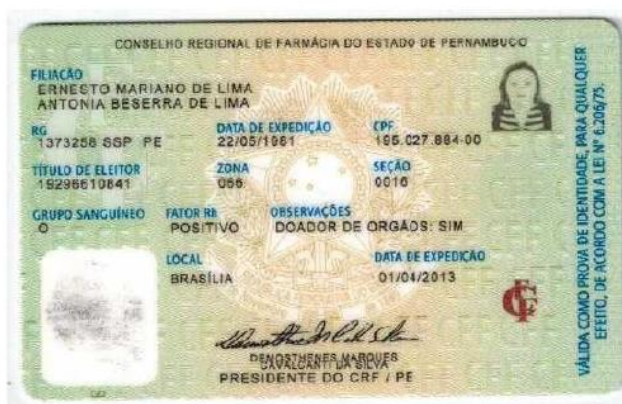 CONSELHO REGIONAL DE FARMÁCIA DO ESTADO DE PERNAMBUCO
FILIAÇÃO
ERNESTO MARIANO DE LIMA
ANTONIA BESERRA DE LIMA
RG DATA DE EXPEDIÇÃO CPF
1373258 SSP PE 22/05/1981 195.027.884-00
TÍTULO DE ELEITOR ZONA SEÇÃO
19296610841 066 0016
GRUPO SANGUÍNEO FATOR RH OBSERVAÇÕES
O POSITIVO DOADOR DE ORGÃOS: SIM
LOCAL DATA DE EXPEDIÇÃO
BRASÍLIA 01/04/2013
DENOSTHENES MARQUES
CAVALCANTI DA SILVA
PRESIDENTE DO CRF / PE
VÁLIDA COMO PROVA DE IDENTIDADE, PARA QUALQUER
EFEITO, DE ACORDO COM A LEI Nº 6.206/75.